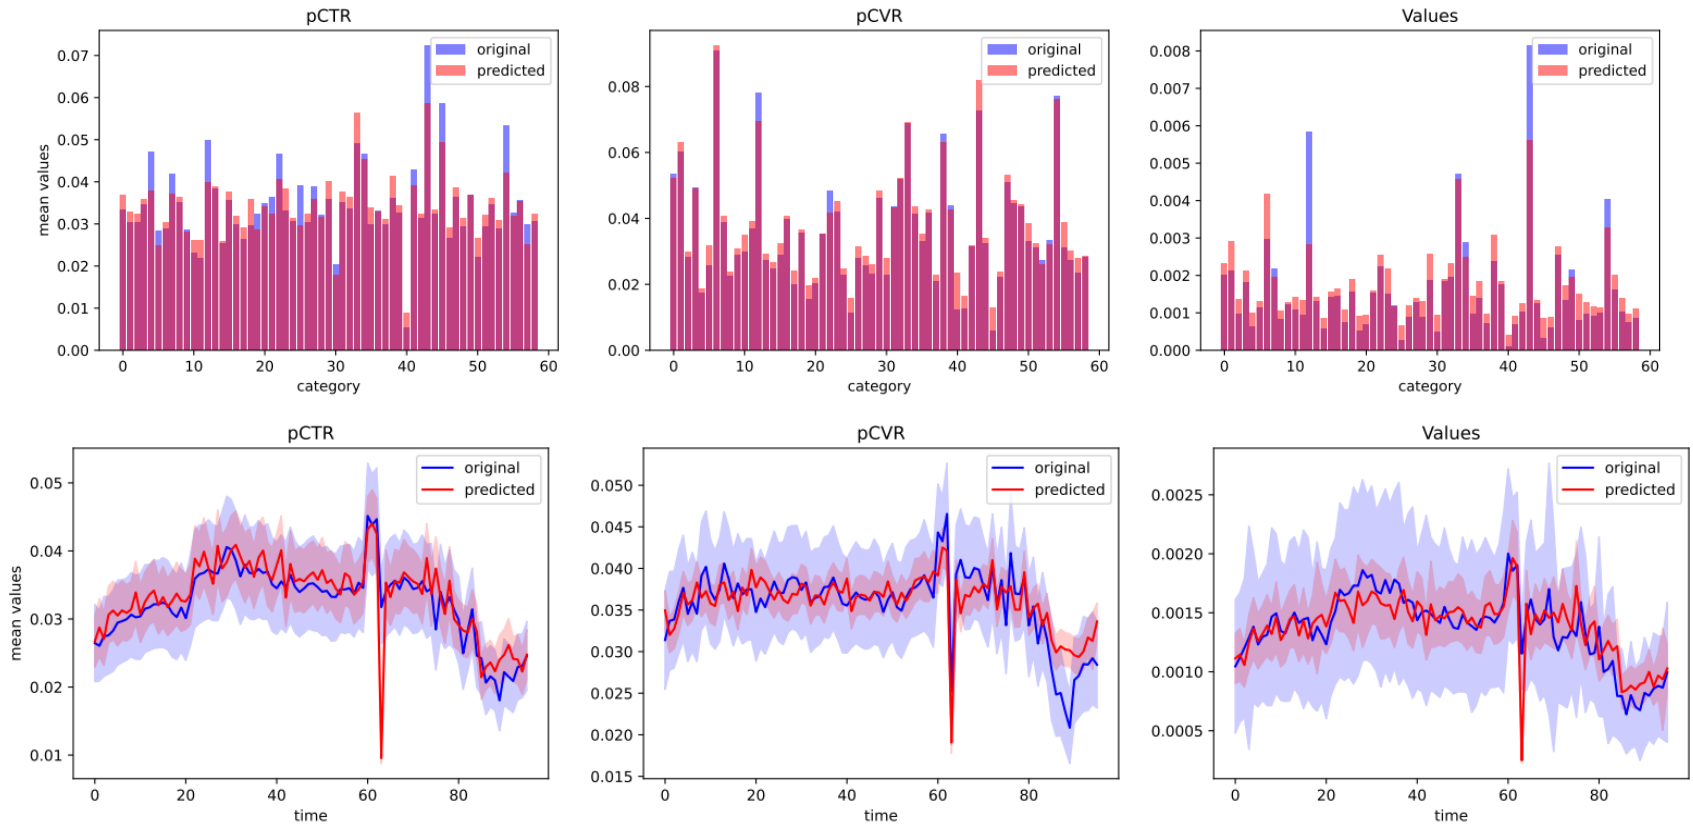 pCTR
original
predicted
mean values
0.07
0.06
0.05
0.04
0.03
0.02
0.01
0.00
0 10 20 30 40 50 60
category
pCVR
original
predicted
0.08
0.06
0.04
0.02
0.00
0 10 20 30 40 50 60
category
Values
original
predicted
0.008
0.007
0.006
0.005
0.004
0.003
0.002
0.001
0.000
0 10 20 30 40 50 60
category
pCTR
original
predicted
mean values
0.05
0.04
0.03
0.02
0.01
0 20 40 60 80
time
pCVR
original
predicted
0.050
0.045
0.040
0.035
0.030
0.025
0.020
0.015
0 20 40 60 80
time
Values
original
predicted
0.0025
0.0020
0.0015
0.0010
0.0005
0 20 40 60 80
time